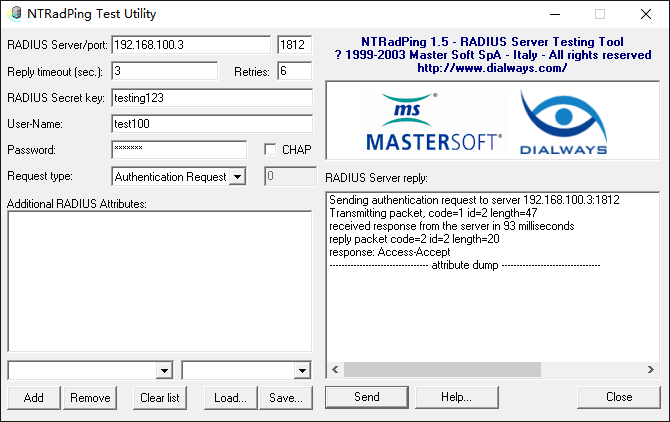 NTRadPing Test Utility
RADIUS Server/port: 192.168.100.3 1812
Reply timeout (sec.): 3 Retries: 6
RADIUS Secret key: testing123
User-Name: test100
Password: ******* CHAP
Request type: Authentication Request 0
Additional RADIUS Attributes:
Add Remove Clear list Load... Save...
NTRadPing 1.5 - RADIUS Server Testing Tool
? 1999-2003 Master Soft SpA - Italy - All rights reserved
http://www.dialways.com/
ms
MASTERSOFT®
DIALWAYS
RADIUS Server reply:
Sending authentication request to server 192.168.100.3:1812
Transmitting packet, code=1 id=2 length=47
received response from the server in 93 milliseconds
reply packet code=2 id=2 length=20
response: Access-Accept
--------------------------------- attribute dump ---------------------------------
Send Help... Close